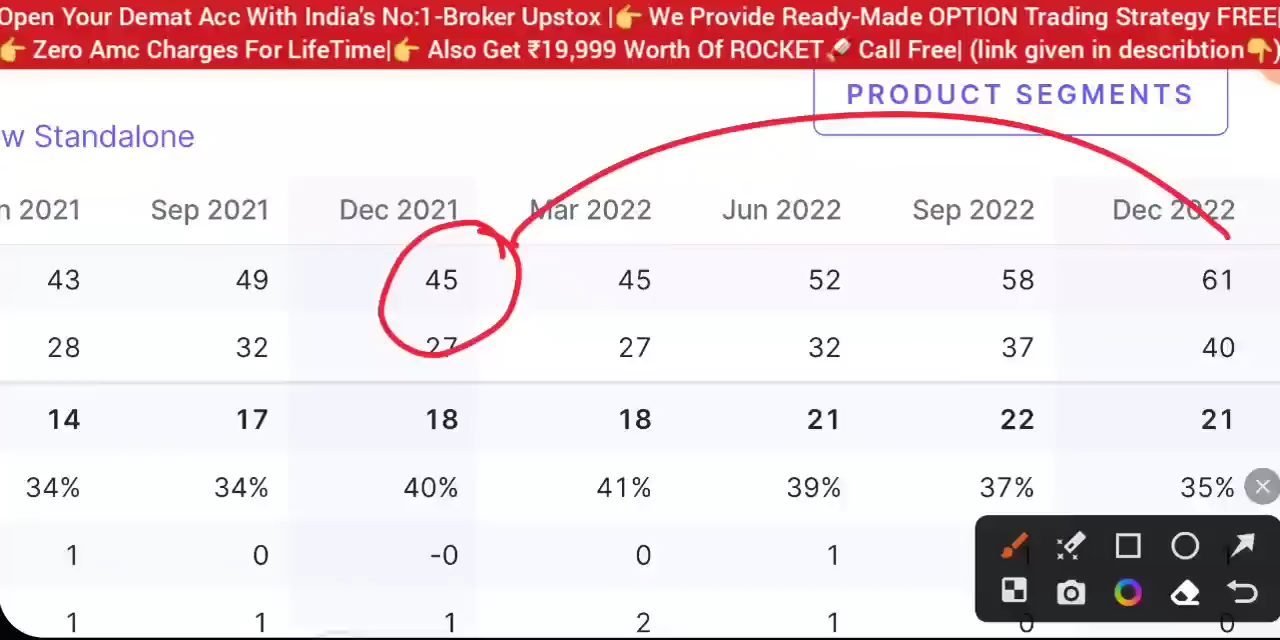 Open Your Demat Acc With India's No:1-Broker Upstox |👉 We Provide Ready-Made OPTION Trading Strategy FREE|
👉 Zero Amc Charges For LifeTime|👉 Also Get ₹19,999 Worth Of ROCKET🚀 Call Free| (link given in describtion👇)
PRODUCT SEGMENTS
w Standalone
n 2021 Sep 2021 Dec 2021 Mar 2022 Jun 2022 Sep 2022 Dec 2022
43 49 45 45 52 58 61
28 32 27 27 32 37 40
14 17 18 18 21 22 21
34% 34% 40% 41% 39% 37% 35%
1 0 -0 0 1
1 1 1 2 1 0 0